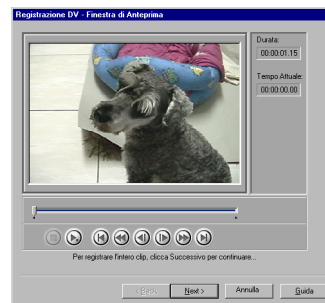 Registrazione DV - Finestra di Anteprima
Durata:
00:00:01.15
Tempo Attuale:
00:00:00.00
Per registrare l'intero clip, clicca Successivo per continuare...
< Back
Next >
Annulla
Guida